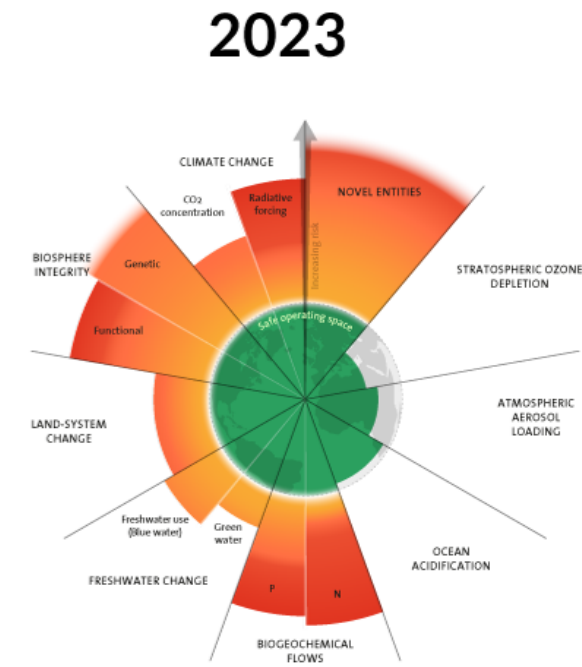 2023
CLIMATE CHANGE
CO2
concentration
Radiative
forcing
NOVEL ENTITIES
Increasing risk
BIOSPHERE
INTEGRITY
Genetic
Functional
STRATOSPHERIC OZONE
DEPLETION
Safe operating space
ATMOSPHERIC
AEROSOL
LOADING
LAND-SYSTEM
CHANGE
Freshwater use
(Blue water)
Green
water
FRESHWATER CHANGE
OCEAN
ACIDIFICATION
P
N
BIOGEOCHEMICAL
FLOWS